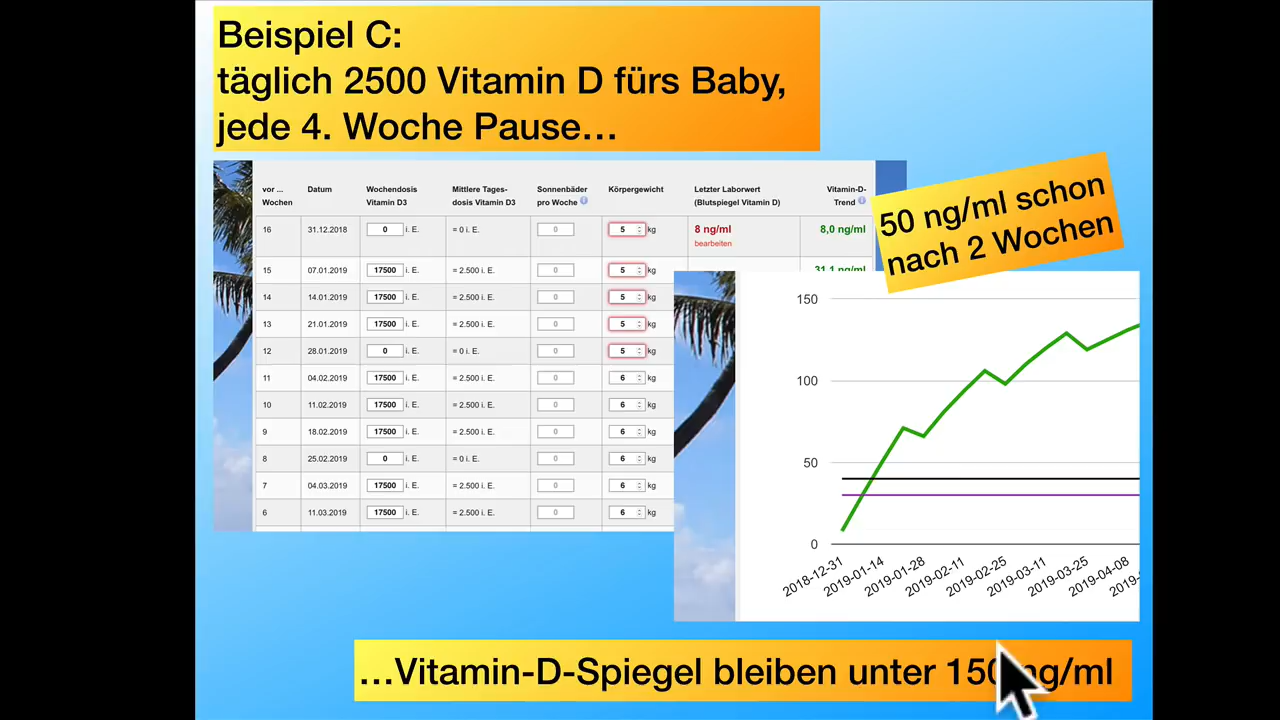 Beispiel C:
täglich 2500 Vitamin D fürs Baby,
jede 4. Woche Pause…
vor ... Wochen Datum Wochendosis Vitamin D3 Mittlere Tages-dosis Vitamin D3 Sonnenbäder pro Woche Körpergewicht Letzter Laborwert (Blutspiegel Vitamin D) Vitamin-D-Trend
16 31.12.2018 0 i. E. = 0 i. E. 0 5 kg 8 ng/ml 8,0 ng/ml
bearbeiten
15 07.01.2019 17500 i. E. = 2.500 i. E. 0 5 kg 31,1 ng/ml
14 14.01.2019 17500 i. E. = 2.500 i. E. 0 5 kg
13 21.01.2019 17500 i. E. = 2.500 i. E. 0 5 kg
12 28.01.2019 0 i. E. = 0 i. E. 0 5 kg
11 04.02.2019 17500 i. E. = 2.500 i. E. 0 6 kg
10 11.02.2019 17500 i. E. = 2.500 i. E. 0 6 kg
9 18.02.2019 17500 i. E. = 2.500 i. E. 0 6 kg
8 25.02.2019 0 i. E. = 0 i. E. 0 6 kg
7 04.03.2019 17500 i. E. = 2.500 i. E. 0 6 kg
6 11.03.2019 17500 i. E. = 2.500 i. E. 0 6 kg
50 ng/ml schon
nach 2 Wochen
150
100
50
0
2018-12-31 2019-01-14 2019-01-28 2019-02-11 2019-02-25 2019-03-11 2019-03-25 2019-04-08
…Vitamin-D-Spiegel bleiben unter 150 ng/ml